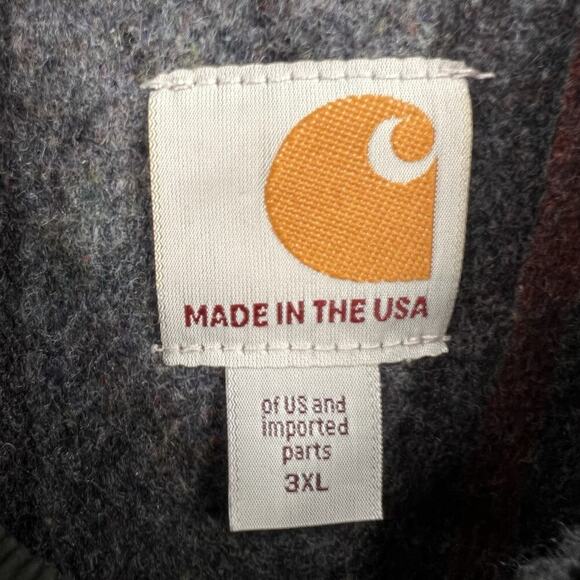 MADE IN THE USA
of US and
imported
parts
3XL